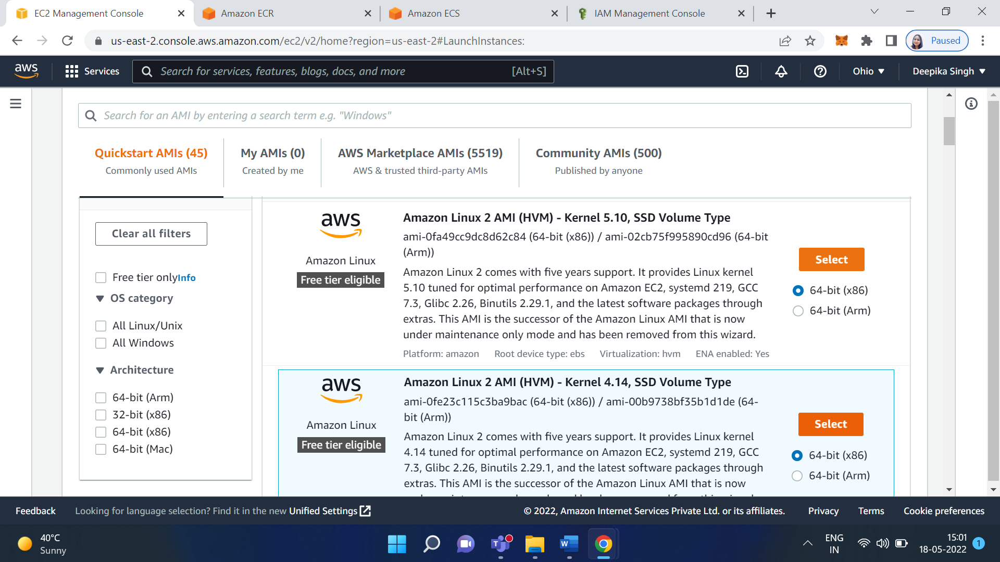 EC2 Management Console
Amazon ECR
Amazon ECS
IAM Management Console
us-east-2.console.aws.amazon.com/ec2/v2/home?region=us-east-2#LaunchInstances:
Paused
aws
Services
Search for services, features, blogs, docs, and more
[Alt+S]
Ohio
Deepika Singh
Search for an AMI by entering a search term e.g. "Windows"
Quickstart AMIs (45)
Commonly used AMIs
My AMIs (0)
Created by me
AWS Marketplace AMIs (5519)
AWS & trusted third-party AMIs
Community AMIs (500)
Published by anyone
Clear all filters
Free tier only Info
OS category
All Linux/Unix
All Windows
Architecture
64-bit (Arm)
32-bit (x86)
64-bit (x86)
64-bit (Mac)
aws
Amazon Linux
Free tier eligible
Amazon Linux 2 AMI (HVM) - Kernel 5.10, SSD Volume Type
ami-0fa49cc9dc8d62c84 (64-bit (x86)) / ami-02cb75f995890cd96 (64-bit
(Arm))
Amazon Linux 2 comes with five years support. It provides Linux kernel
5.10 tuned for optimal performance on Amazon EC2, systemd 219, GCC
7.3, Glibc 2.26, Binutils 2.29.1, and the latest software packages through
extras. This AMI is the successor of the Amazon Linux AMI that is now
under maintenance only mode and has been removed from this wizard.
Platform: amazon Root device type: ebs Virtualization: hvm ENA enabled: Yes
Select
64-bit (x86)
64-bit (Arm)
aws
Amazon Linux
Free tier eligible
Amazon Linux 2 AMI (HVM) - Kernel 4.14, SSD Volume Type
ami-0fe23c115c3ba9bac (64-bit (x86)) / ami-00b9738bf35b1d1de (64-
bit (Arm))
Amazon Linux 2 comes with five years support. It provides Linux kernel
4.14 tuned for optimal performance on Amazon EC2, systemd 219, GCC
7.3, Glibc 2.26, Binutils 2.29.1, and the latest software packages through
extras. This AMI is the successor of the Amazon Linux AMI that is now
Select
64-bit (x86)
64-bit (Arm)
Feedback
Looking for language selection? Find it in the new Unified Settings
© 2022, Amazon Internet Services Private Ltd. or its affiliates.
Privacy
Terms
Cookie preferences
40°C
Sunny
ENG
IN
15:01
18-05-2022
1